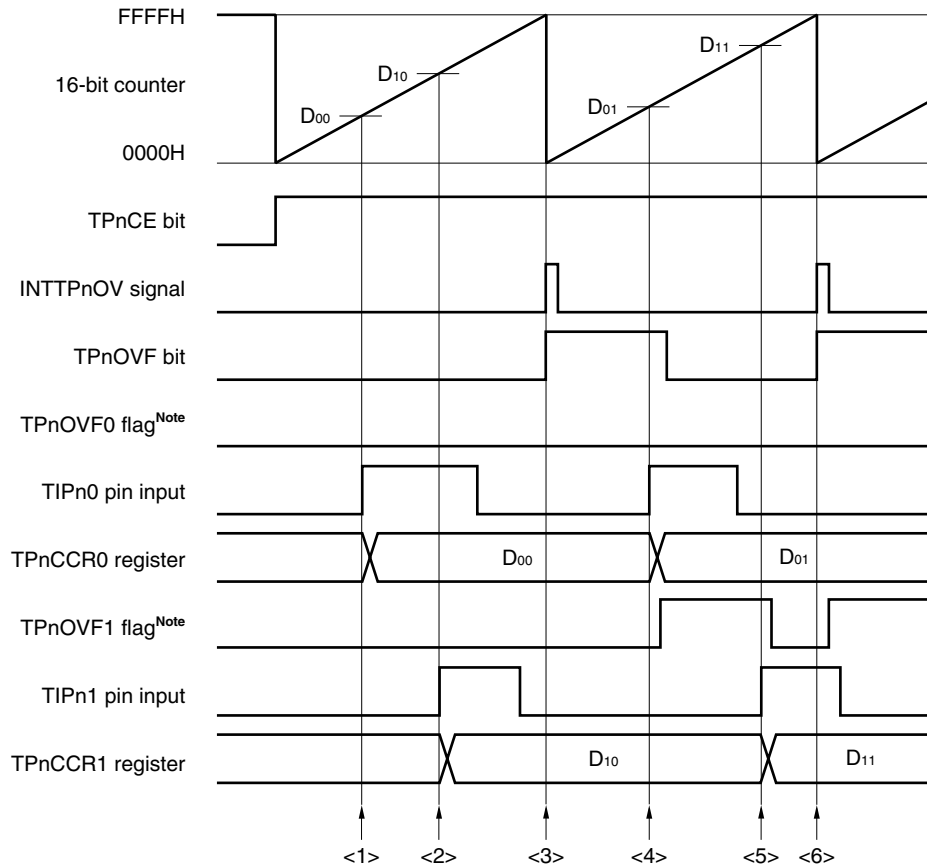 FFFFH
D11
D10
16-bit counter
D01
D00
0000H
TPnCE bit
INTTPnOV signal
TPnOVF bit
TPnOVF0 flagNote
TIPn0 pin input
TPnCCR0 register
D00
D01
TPnOVF1 flagNote
TIPn1 pin input
TPnCCR1 register
D10
D11
<1> <2> <3> <4> <5> <6>